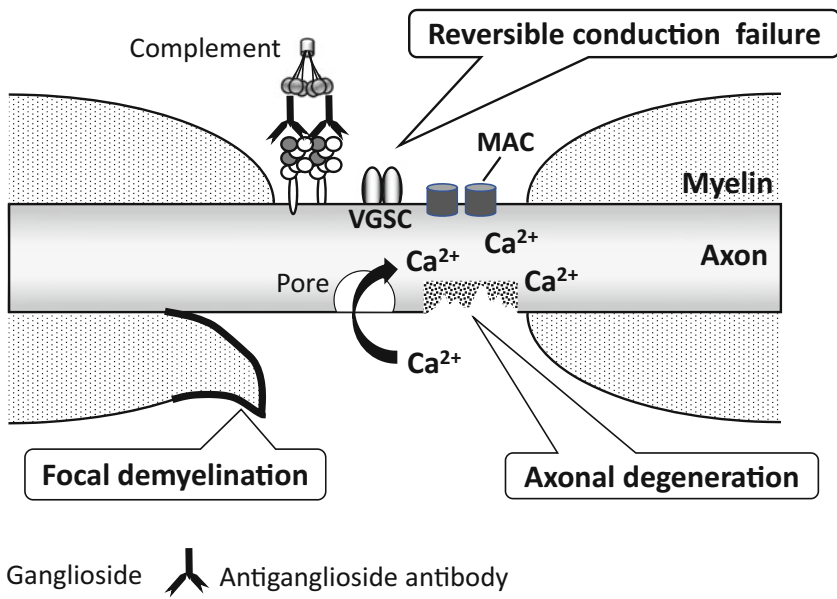 Complement
Reversible conduction failure
MAC
Myelin
VGSC
Ca²⁺
Axon
Ca²⁺
Pore
Ca²⁺
Ca²⁺
Focal demyelination
Axonal degeneration
Ganglioside
Antiganglioside antibody